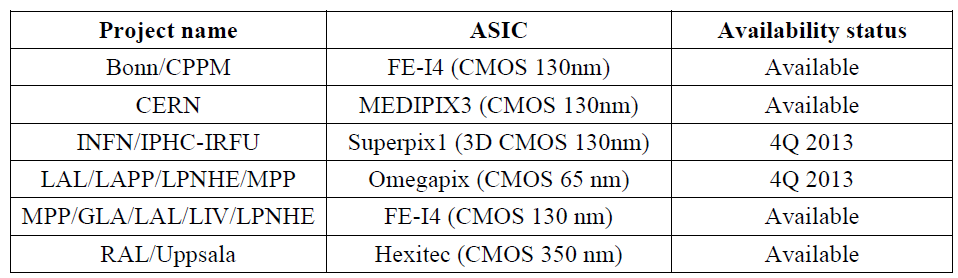 Project name ASIC Availability status
Bonn/CPPM FE-I4 (CMOS 130nm) Available
CERN MEDIPIX3 (CMOS 130nm) Available
INFN/IPHC-IRFU Superpix1 (3D CMOS 130nm) 4Q 2013
LAL/LAPP/LPNHE/MPP Omegapix (CMOS 65 nm) 4Q 2013
MPP/GLA/LAL/LIV/LPNHE FE-I4 (CMOS 130 nm) Available
RAL/Uppsala Hexitec (CMOS 350 nm) Available